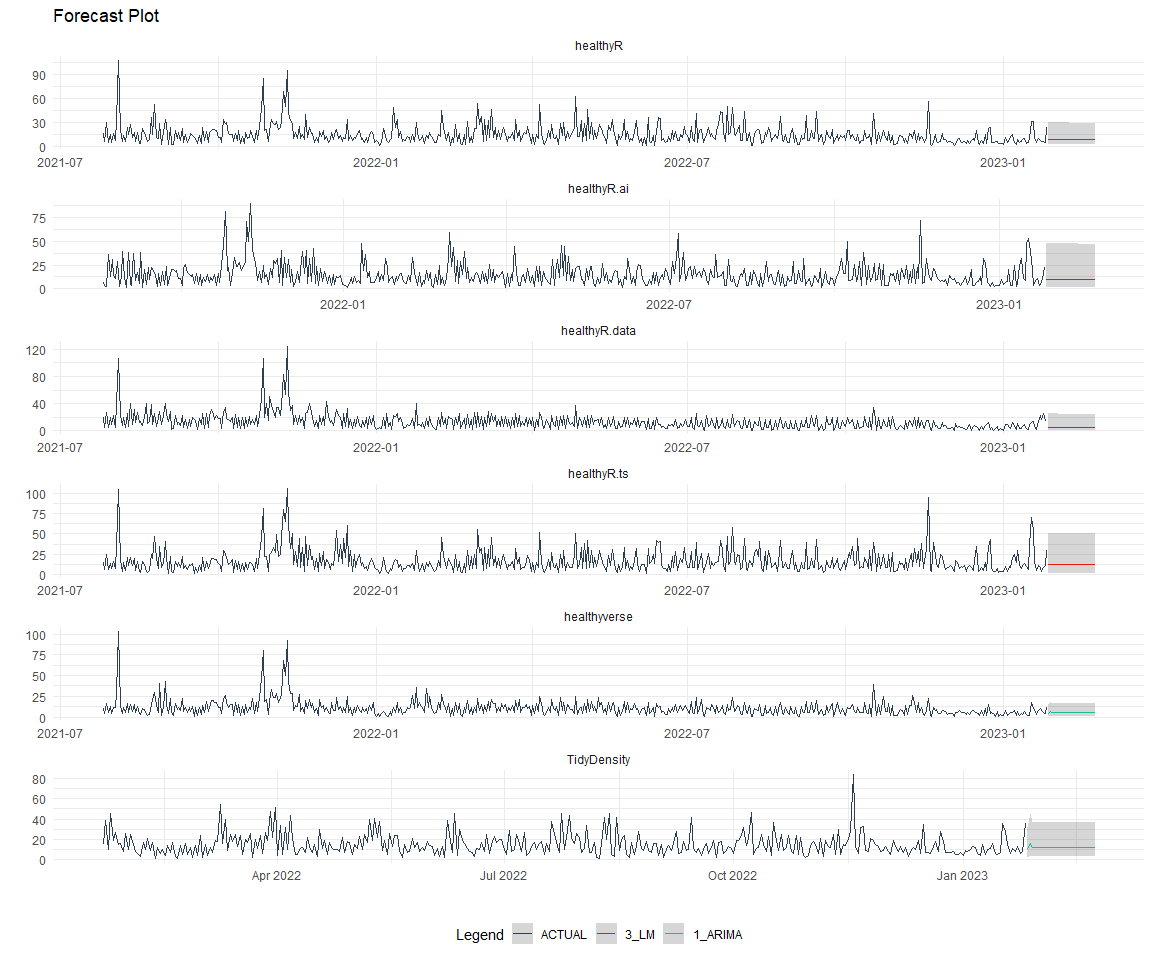 Forecast Plot
healthyR
90
60
30
0
2021-07 2022-01 2022-07 2023-01
healthyR.ai
75
50
25
0
2022-01 2022-07 2023-01
healthyR.data
120
80
40
0
2021-07 2022-01 2022-07 2023-01
healthyR.ts
100
75
50
25
0
2021-07 2022-01 2022-07 2023-01
healthyverse
100
75
50
25
0
2021-07 2022-01 2022-07 2023-01
TidyDensity
80
60
40
20
0
Apr 2022 Jul 2022 Oct 2022 Jan 2023
Legend ACTUAL 3_LM 1_ARIMA